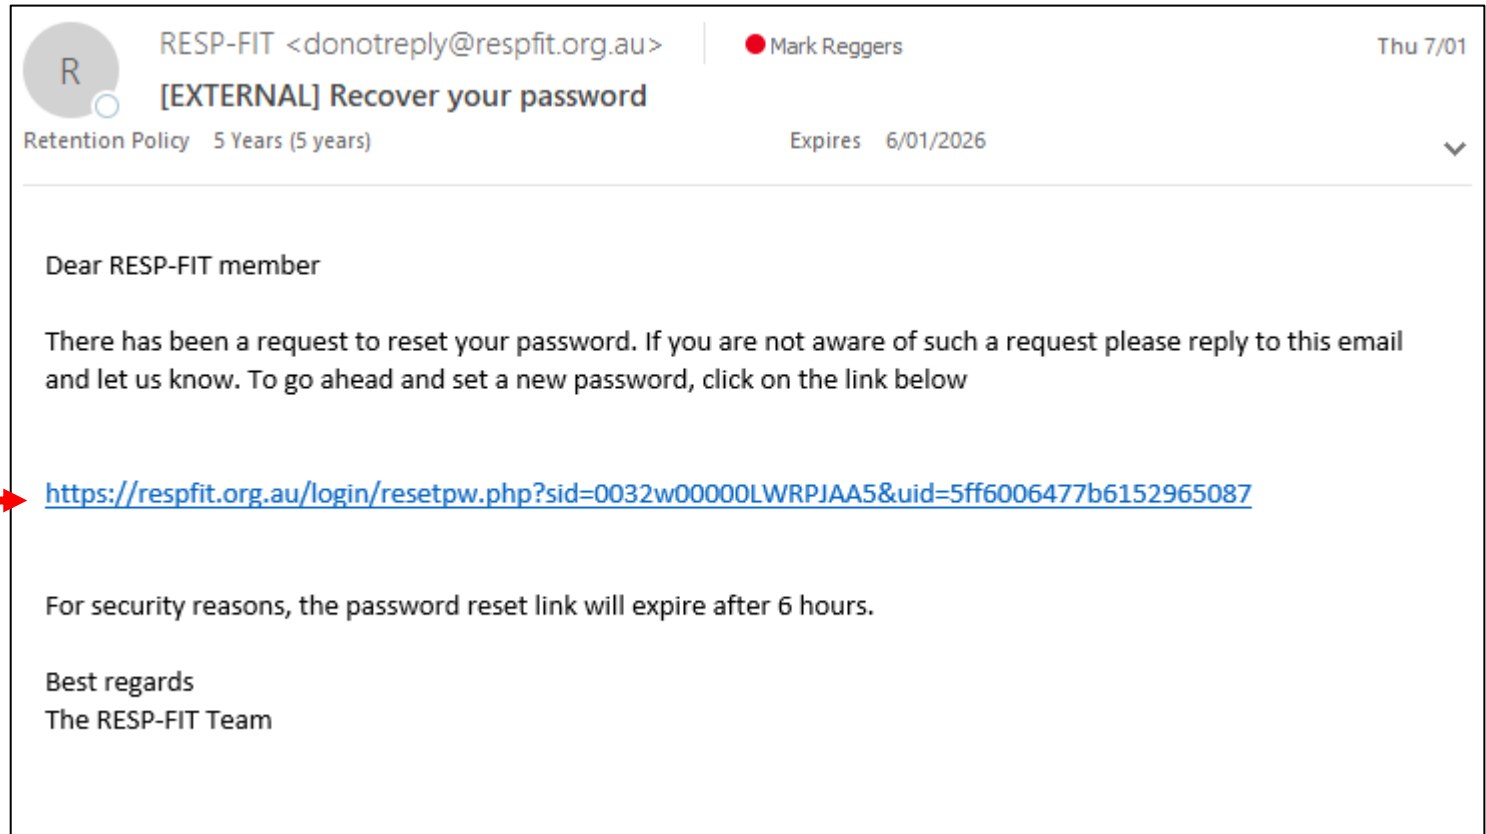 R
RESP-FIT <donotreply@respfit.org.au>
Mark Reggers
Thu 7/01
[EXTERNAL] Recover your password
Retention Policy 5 Years (5 years)
Expires 6/01/2026
Dear RESP-FIT member
There has been a request to reset your password. If you are not aware of such a request please reply to this email
and let us know. To go ahead and set a new password, click on the link below
https://respfit.org.au/login/resetpw.php?sid=0032w00000LWRPJAA5&uid=5ff6006477b6152965087
For security reasons, the password reset link will expire after 6 hours.
Best regards
The RESP-FIT Team